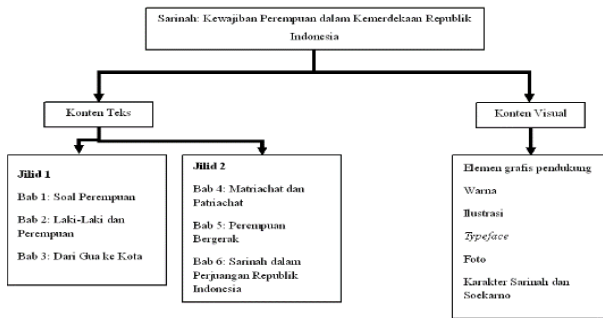 Sarinah: Kewajiban Perempuan dalam Kemerdekaan Republik
Indonesia
Konten Teks
Konten Visual
Jilid 1
Bab 1: Soal Perempuan
Bab 2: Laki-Laki dan
Perempuan
Bab 3: Dari Gua ke Kota
Jilid 2
Bab 4: Matriachat dan
Patriachat
Bab 5: Perempuan
Bergerak
Bab 6: Sarinah dalam
Perjuangan Republik
Indonesia
Elemen grafis pendukung
Warna
Ilustrasi
Typeface
Foto
Karakter Sarinah dan
Soekarno